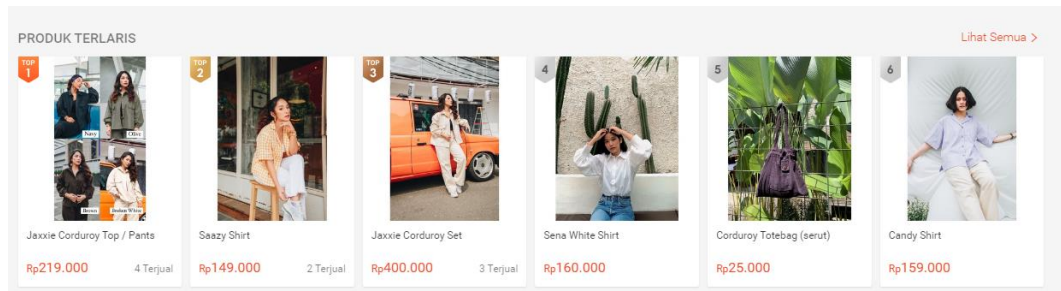 PRODUK TERLARIS
Lihat Semua >
TOP
1
TOP
2
TOP
3
4
5
6
Navy
Olive
Brown
Broken White
Jaxxie Corduroy Top / Pants
Saazy Shirt
Jaxxie Corduroy Set
Sena White Shirt
Corduroy Totebag (serut)
Candy Shirt
Rp219.000
4 Terjual
Rp149.000
2 Terjual
Rp400.000
3 Terjual
Rp160.000
Rp25.000
Rp159.000